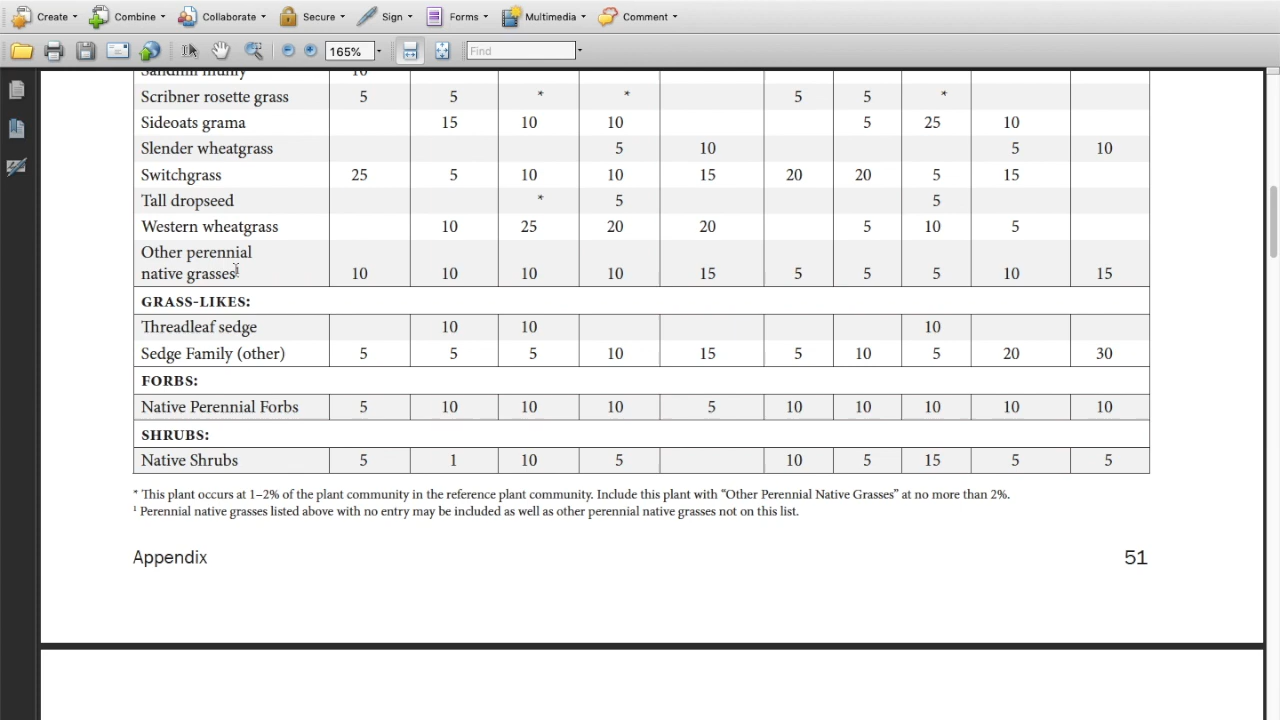 Create Combine Collaborate Secure Sign Forms Multimedia Comment
165% Find
Sandhill muhly 10
Scribner rosette grass 5 5 * * 5 5 *
Sideoats grama 15 10 10 5 25 10
Slender wheatgrass 5 10 5 10
Switchgrass 25 5 10 10 15 20 20 5 15
Tall dropseed * 5 5
Western wheatgrass 10 25 20 20 5 10 5
Other perennial
native grasses¹ 10 10 10 10 15 5 5 5 10 15
GRASS-LIKES:
Threadleaf sedge 10 10 10
Sedge Family (other) 5 5 5 10 15 5 10 5 20 30
FORBS:
Native Perennial Forbs 5 10 10 10 5 10 10 10 10 10
SHRUBS:
Native Shrubs 5 1 10 5 10 5 15 5 5
* This plant occurs at 1–2% of the plant community in the reference plant community. Include this plant with “Other Perennial Native Grasses” at no more than 2%.
¹ Perennial native grasses listed above with no entry may be included as well as other perennial native grasses not on this list.
Appendix 51